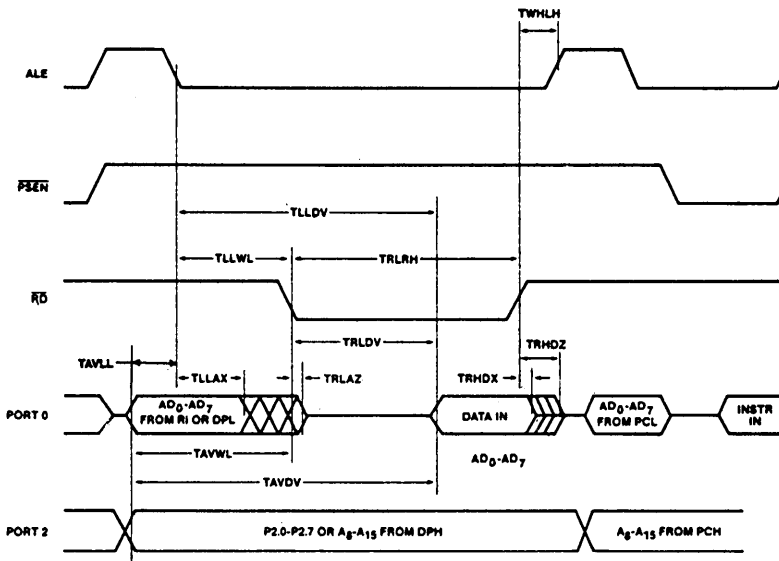 TWHLH
ALE
PSEN
TLLDV
TLLWL
TRLRH
RD
TRLDV
TRHDZ
TAVLL
TLLAX
TRLAZ
TRHDX
PORT 0
AD0-AD7
FROM RI OR DPL
DATA IN
AD0-AD7
FROM PCL
INSTR
IN
TAVWL
AD0-AD7
TAVDV
PORT 2
P2.0-P2.7 OR A8-A15 FROM DPH
A8-A15 FROM PCH